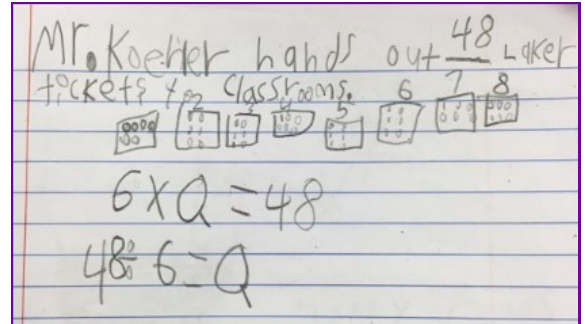 Mr. Koerner hands out 48 Laker
tickets to Classrooms.
2 3 4 5 6 7 8
6 X Q = 48
48 ÷ 6 = Q